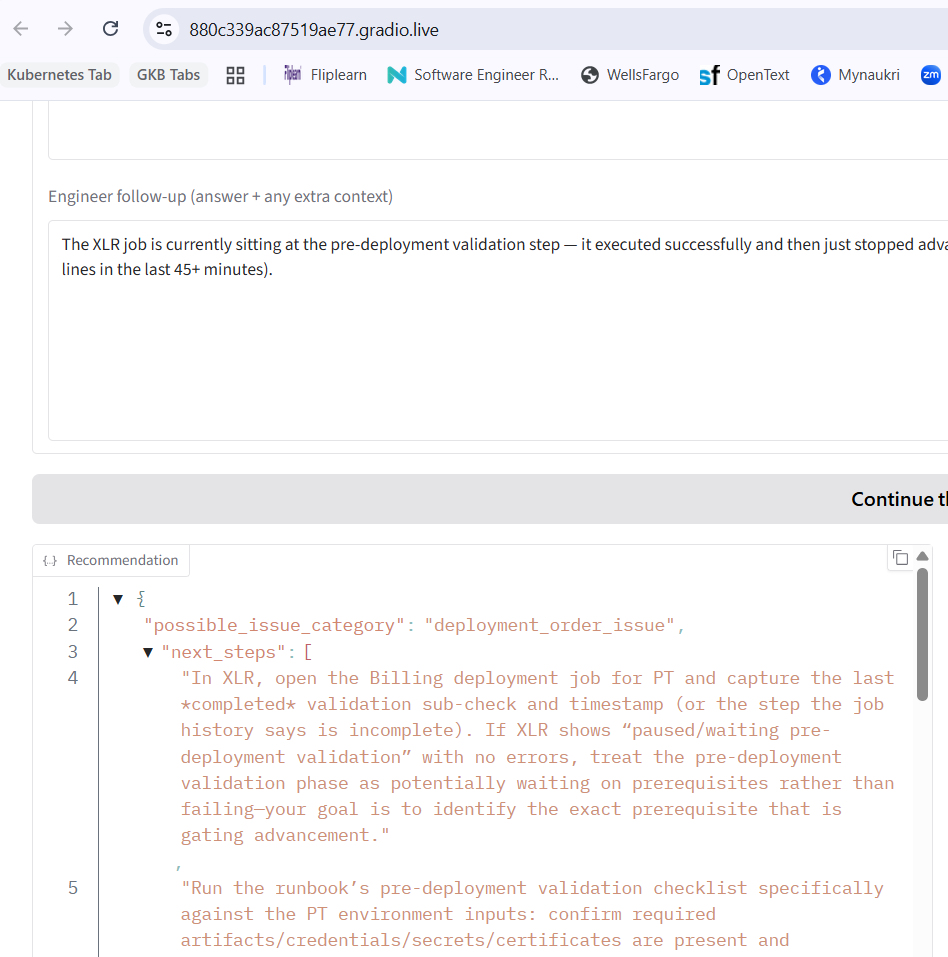 880c339ac87519ae77.gradio.live
Kubernetes Tab GKB Tabs Fliplearn Software Engineer R... WellsFargo OpenText Mynaukri zm
Engineer follow-up (answer + any extra context)
The XLR job is currently sitting at the pre-deployment validation step — it executed successfully and then just stopped adva
lines in the last 45+ minutes).
Continue th
{..} Recommendation
1 ▼ {
2 "possible_issue_category": "deployment_order_issue",
3 ▼ "next_steps": [
4 "In XLR, open the Billing deployment job for PT and capture the last
*completed* validation sub-check and timestamp (or the step the job
history says is incomplete). If XLR shows “paused/waiting pre-
deployment validation” with no errors, treat the pre-deployment
validation phase as potentially waiting on prerequisites rather than
failing—your goal is to identify the exact prerequisite that is
gating advancement."
,
5 "Run the runbook’s pre-deployment validation checklist specifically
against the PT environment inputs: confirm required
artifacts/credentials/secrets/certificates are present and